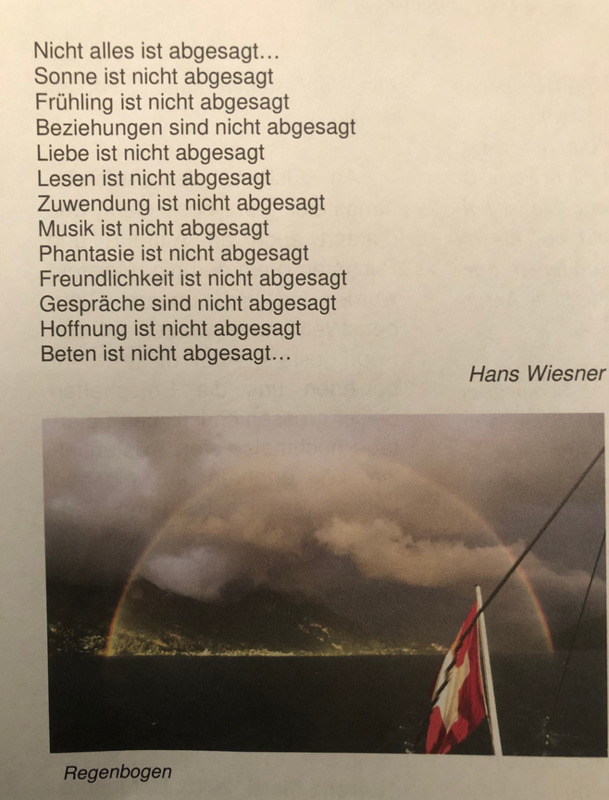 Nicht alles ist abgesagt…
Sonne ist nicht abgesagt
Frühling ist nicht abgesagt
Beziehungen sind nicht abgesagt
Liebe ist nicht abgesagt
Lesen ist nicht abgesagt
Zuwendung ist nicht abgesagt
Musik ist nicht abgesagt
Phantasie ist nicht abgesagt
Freundlichkeit ist nicht abgesagt
Gespräche sind nicht abgesagt
Hoffnung ist nicht abgesagt
Beten ist nicht abgesagt…
Hans Wiesner
Regenbogen